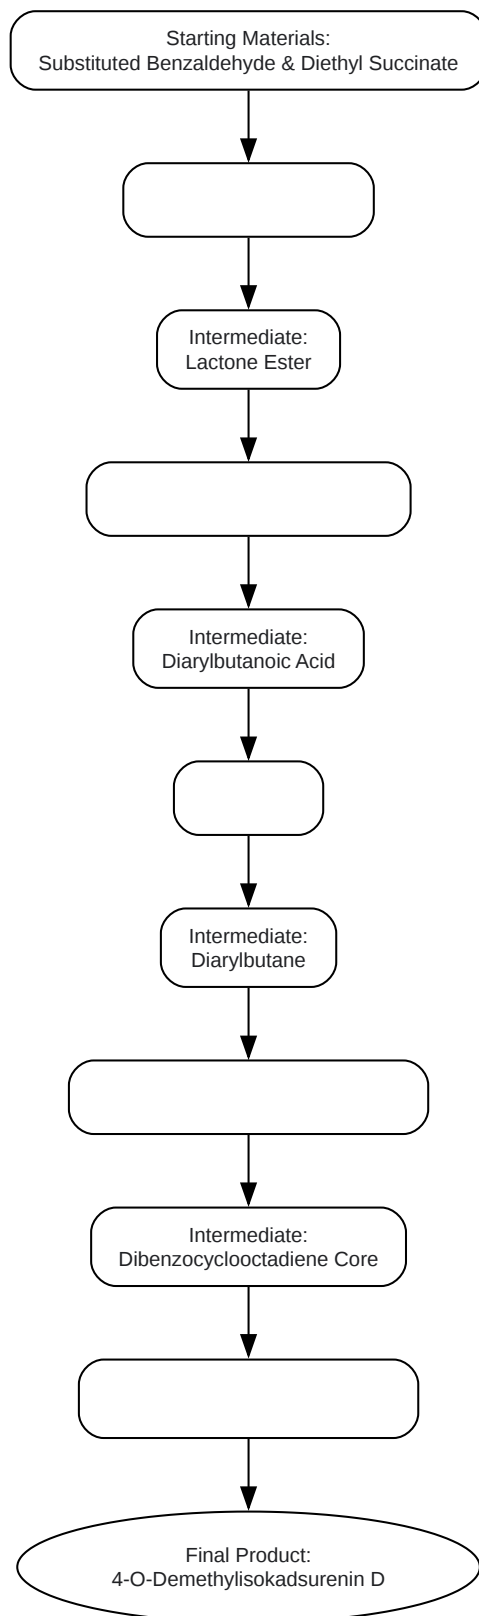 Starting Materials:
Substituted Benzaldehyde & Diethyl Succinate
Intermediate:
Lactone Ester
Intermediate:
Diarylbutanoic Acid
Intermediate:
Diarylbutane
Intermediate:
Dibenzocyclooctadiene Core
Final Product:
4-O-Demethylisokadsurenin D